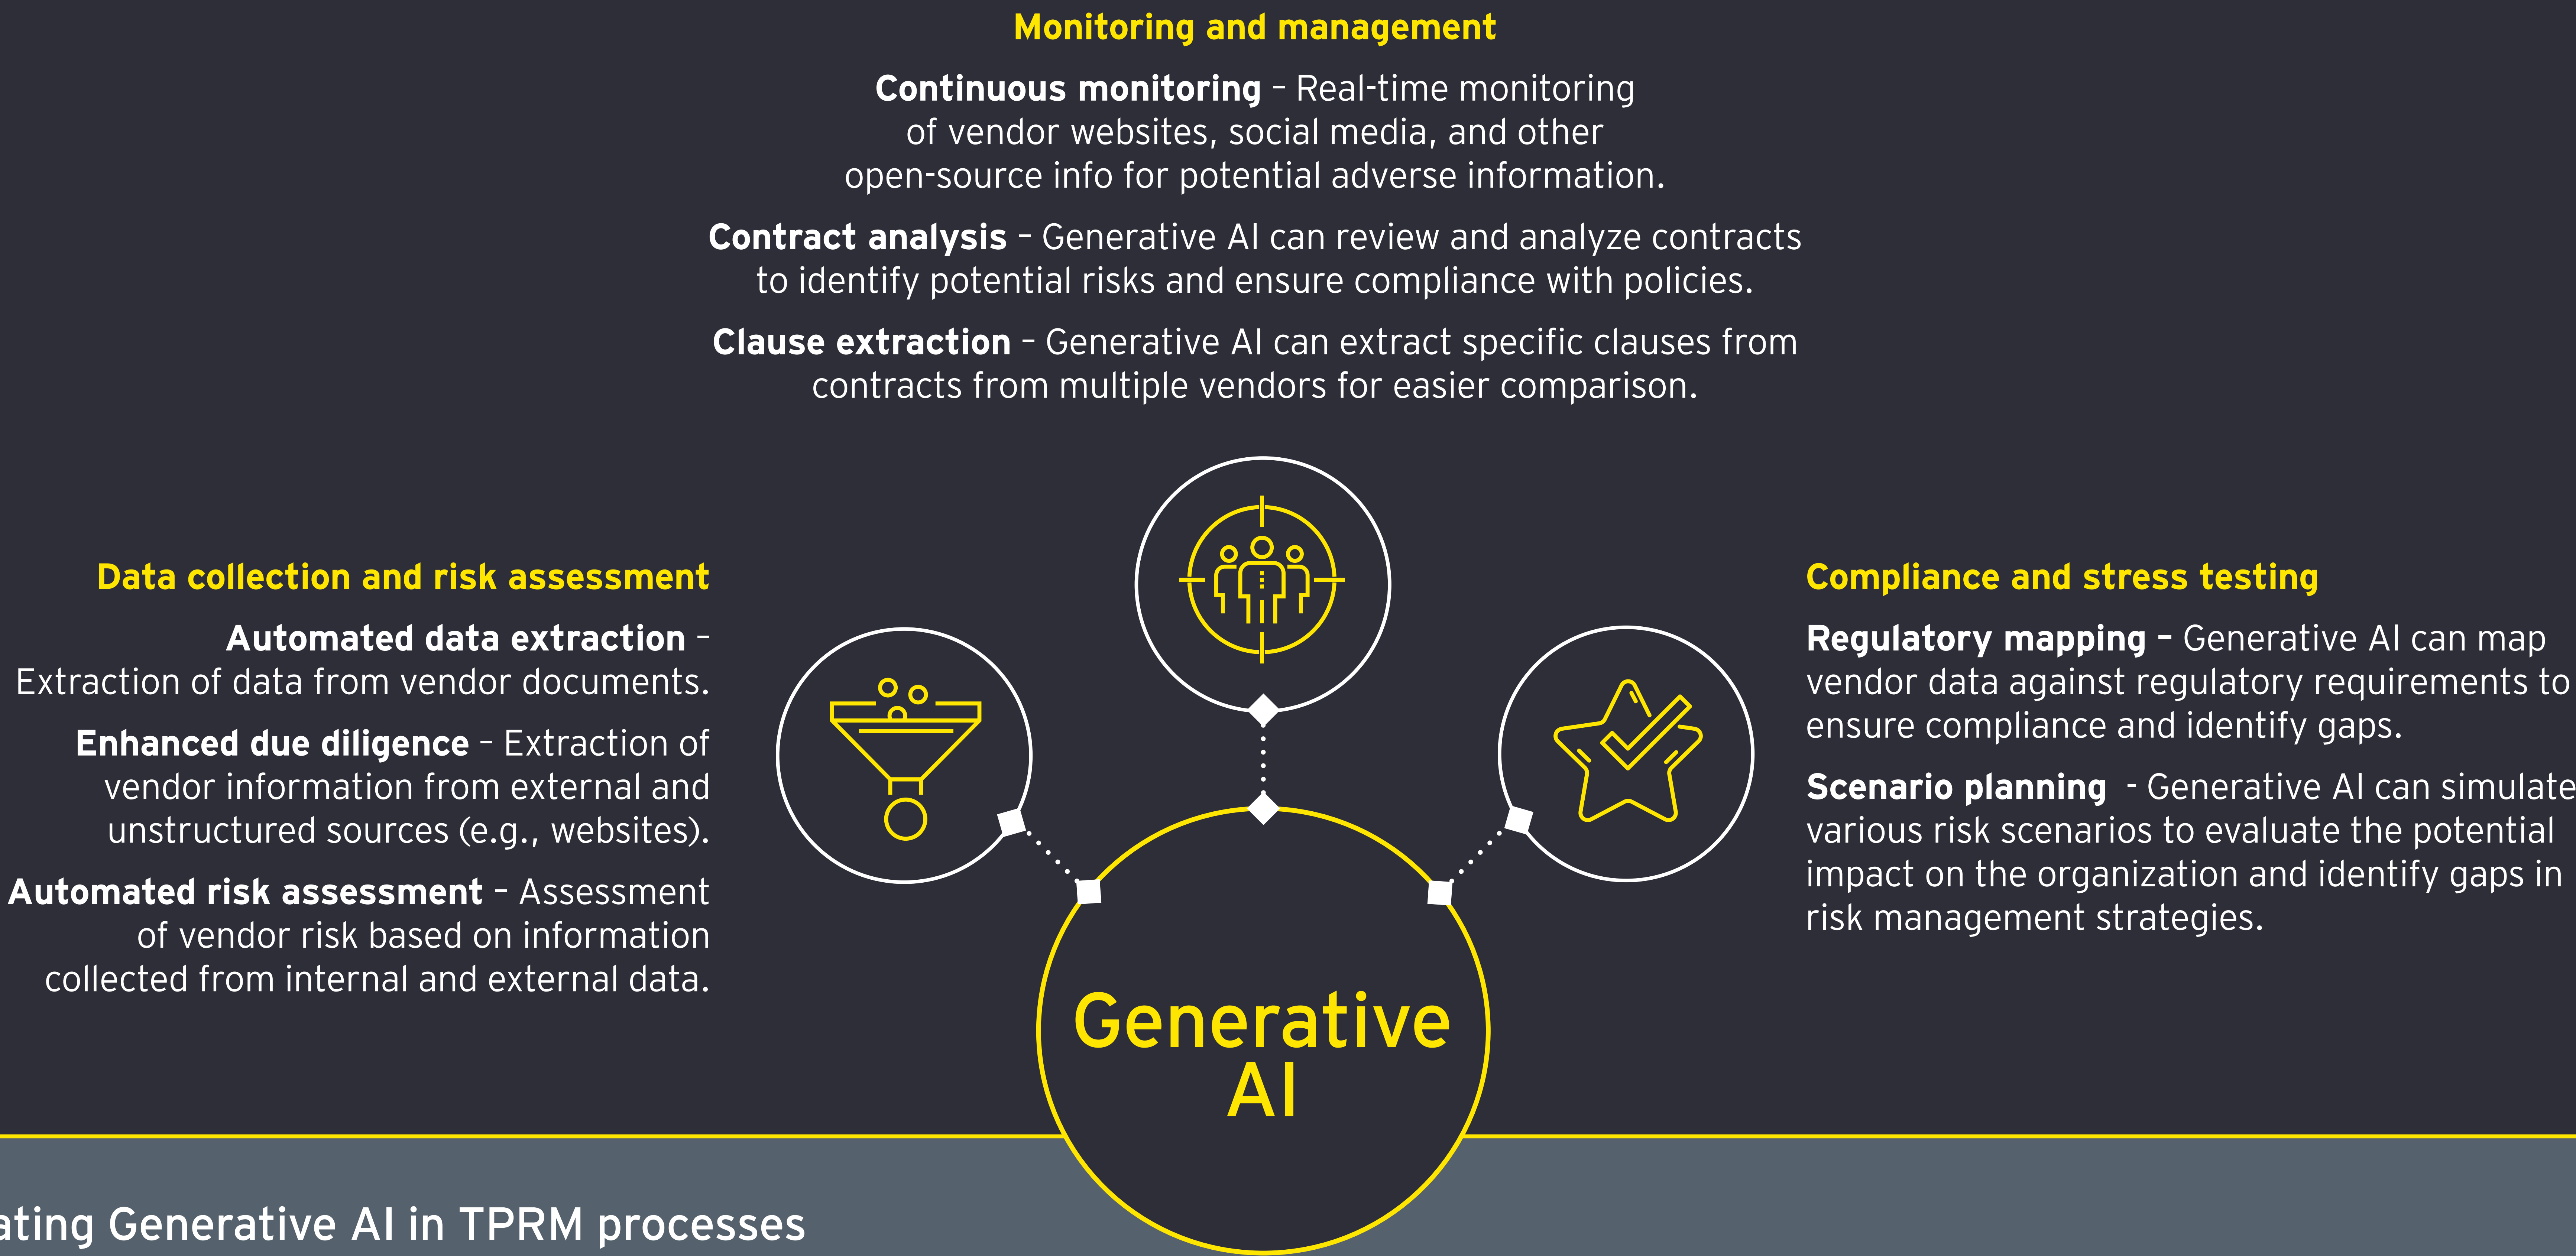 Monitoring and management
Continuous monitoring – Real-time monitoring
of vendor websites, social media, and other
open-source info for potential adverse information.
Contract analysis – Generative AI can review and analyze contracts
to identify potential risks and ensure compliance with policies.
Clause extraction – Generative AI can extract specific clauses from
contracts from multiple vendors for easier comparison.
Data collection and risk assessment
Automated data extraction –
Extraction of data from vendor documents.
Enhanced due diligence – Extraction of
vendor information from external and
unstructured sources (e.g., websites).
Automated risk assessment – Assessment
of vendor risk based on information
collected from internal and external data.
Compliance and stress testing
Regulatory mapping – Generative AI can map
vendor data against regulatory requirements to
ensure compliance and identify gaps.
Scenario planning - Generative AI can simulate
various risk scenarios to evaluate the potential
impact on the organization and identify gaps in
risk management strategies.
Generative
AI
Generative AI in TPRM processes